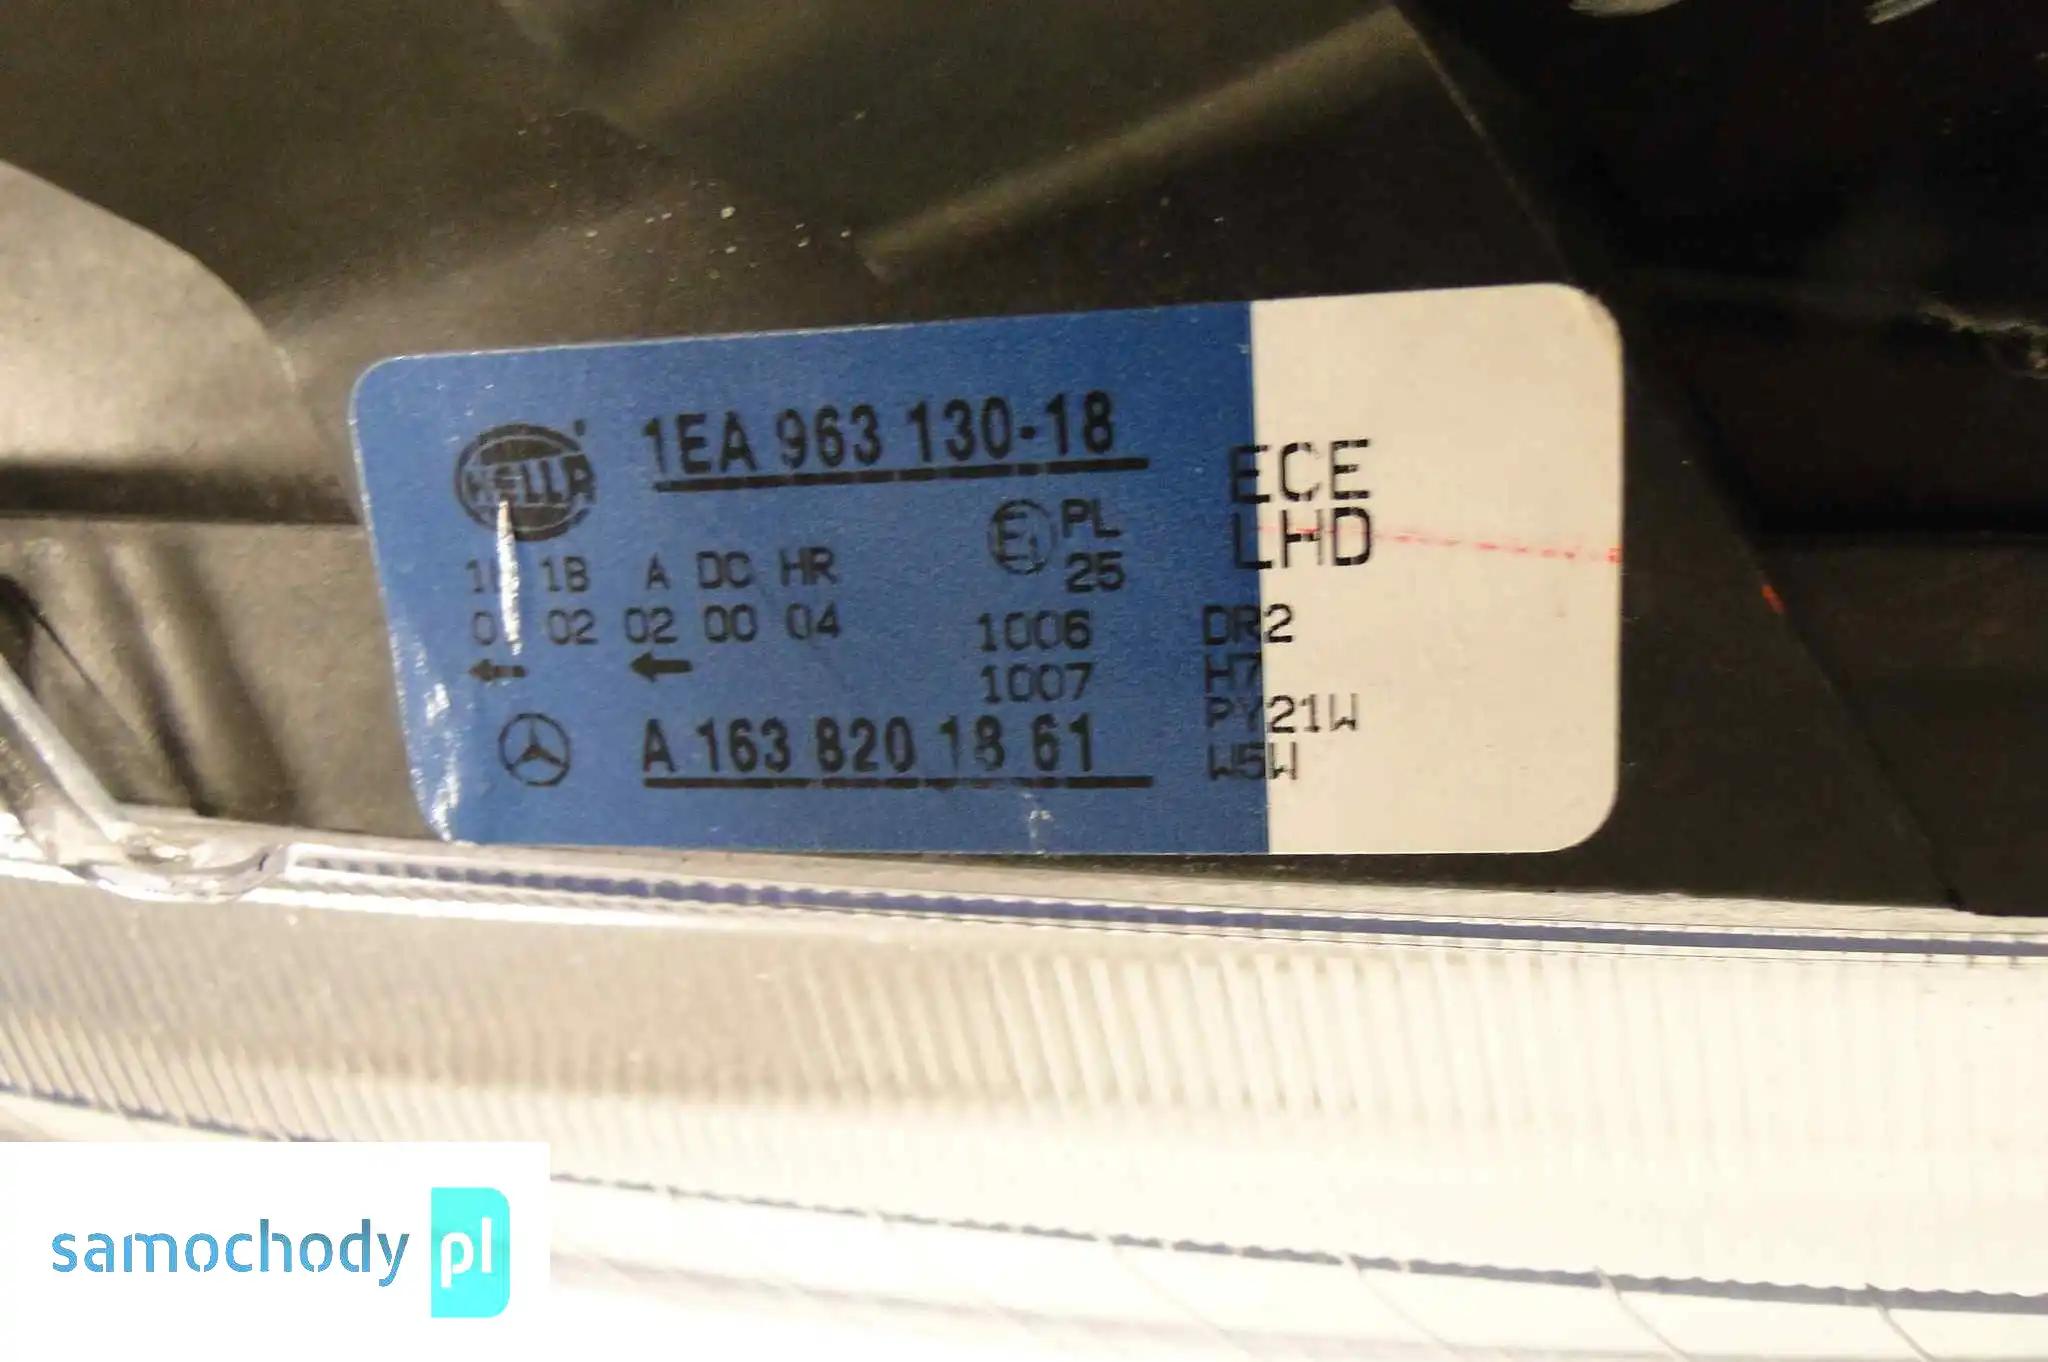 HELLA 1EA 963 130-18
ECE
LHD
E1 PL
25
1B A DC HR
02 02 00 04
1006
1007
DR2
H7
PY21W
W5W
A 163 820 18 61
samochody pl